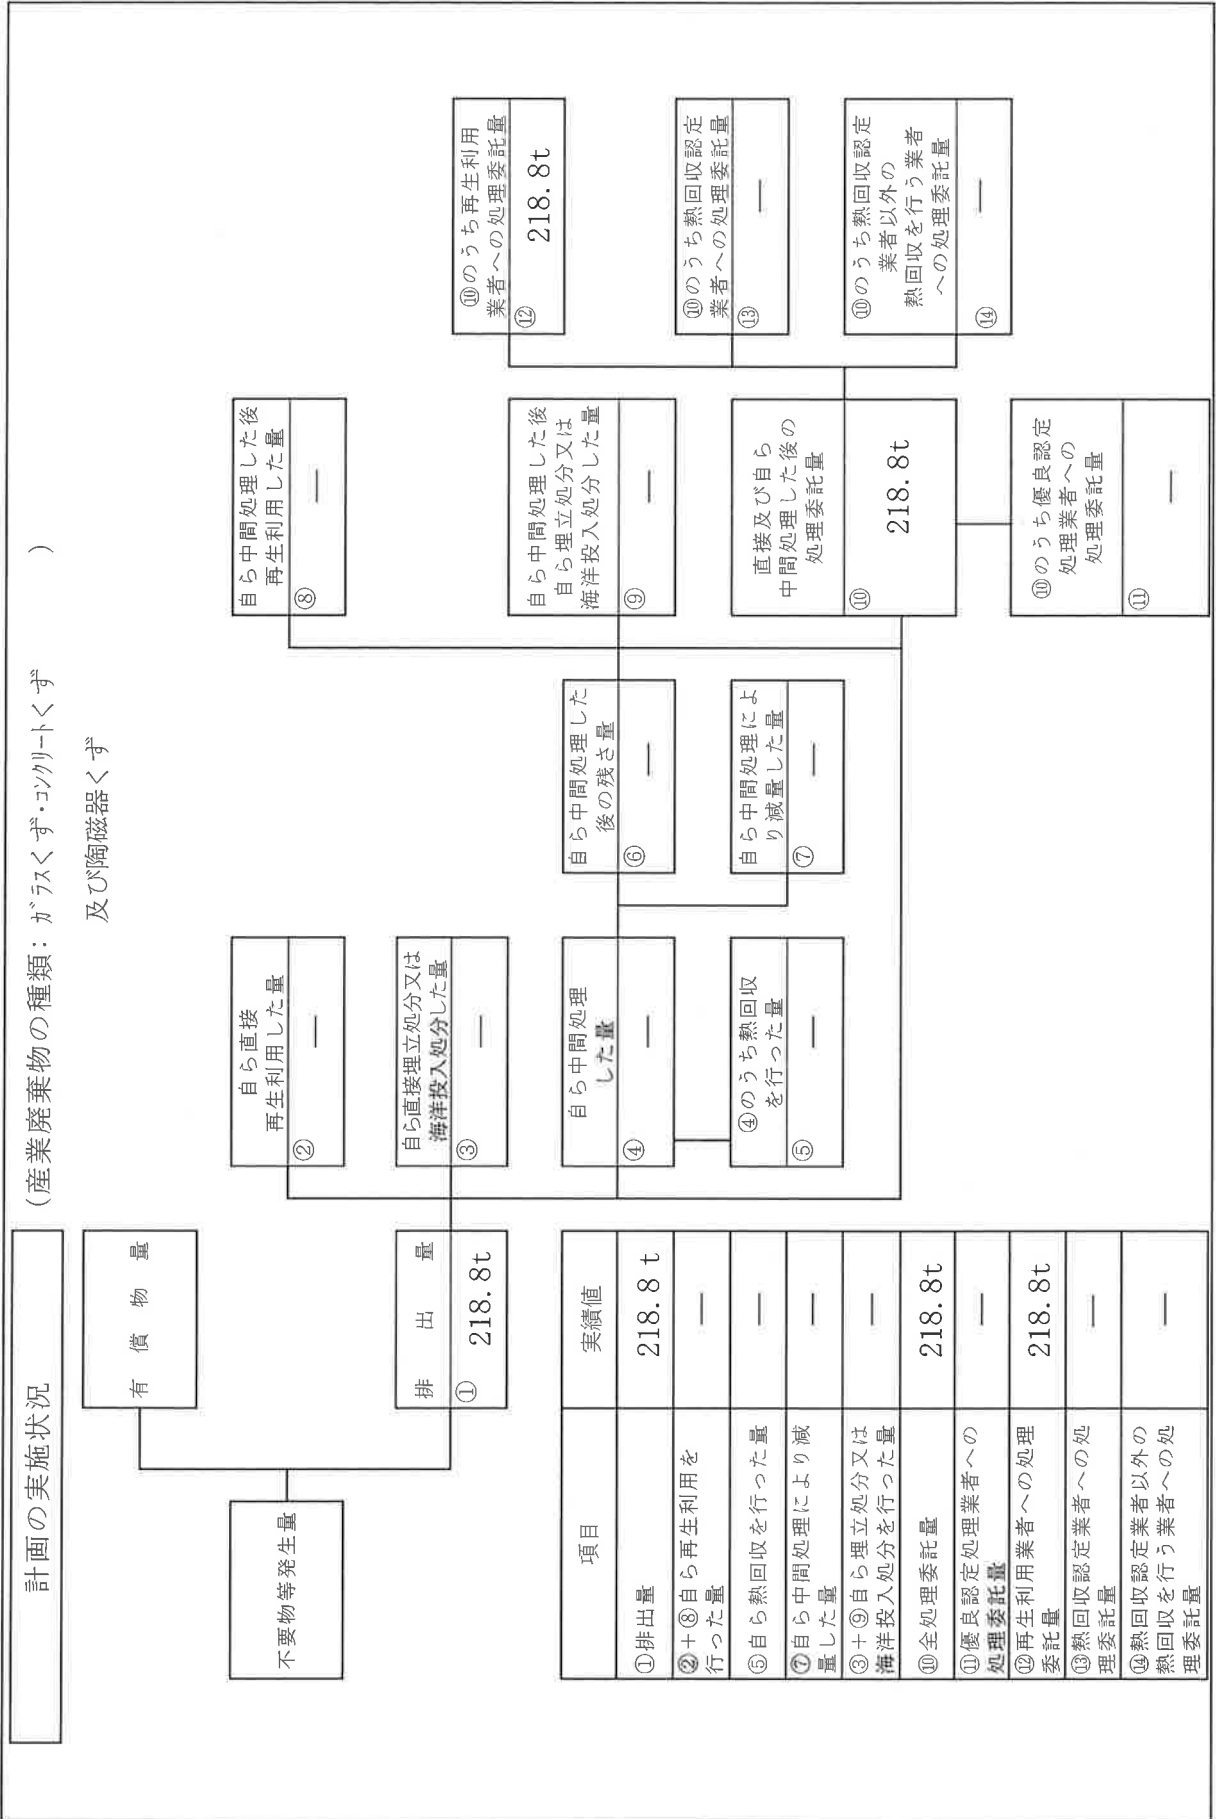 計画の実施状況
(産業廃棄物の種類：ガラスくず・コンクリートくず )
及び陶磁器くず
有償物量
不要物等発生量
排出量
① 218.8t
自ら直接
再生利用した量
② —
自ら直接埋立処分又は
海洋投入処分した量
③ —
自ら中間処理
した量
④ —
④のうち熱回収
を行った量
⑤ —
自ら中間処理した
後の残さ量
⑥ —
自ら中間処理によ
り減量した量
⑦ —
自ら中間処理した後
再生利用した量
⑧ —
自ら中間処理した後
自ら埋立処分又は
海洋投入処分した量
⑨ —
直接及び自ら
中間処理した後の
処理委託量
⑩ 218.8t
⑩のうち優良認定
処理業者への
処理委託量
⑪ —
⑩のうち再生利用
業者への処理委託量
⑫ 218.8t
⑩のうち熱回収認定
業者への処理委託量
⑬ —
⑩のうち熱回収認定
業者以外の
熱回収を行う業者
への処理委託量
⑭ —
項目 実績値
①排出量 218.8 t
②+⑧自ら再生利用を
行った量 —
⑤自ら熱回収を行った量 —
⑦自ら中間処理により減
量した量 —
③+⑨自ら埋立処分又は
海洋投入処分を行った量 —
⑩全処理委託量 218.8t
⑪優良認定処理業者への
処理委託量 —
⑫再生利用業者への処理
委託量 218.8t
⑬熱回収認定業者への処
理委託量 —
⑭熱回収認定業者以外の
熱回収を行う業者への処
理委託量 —